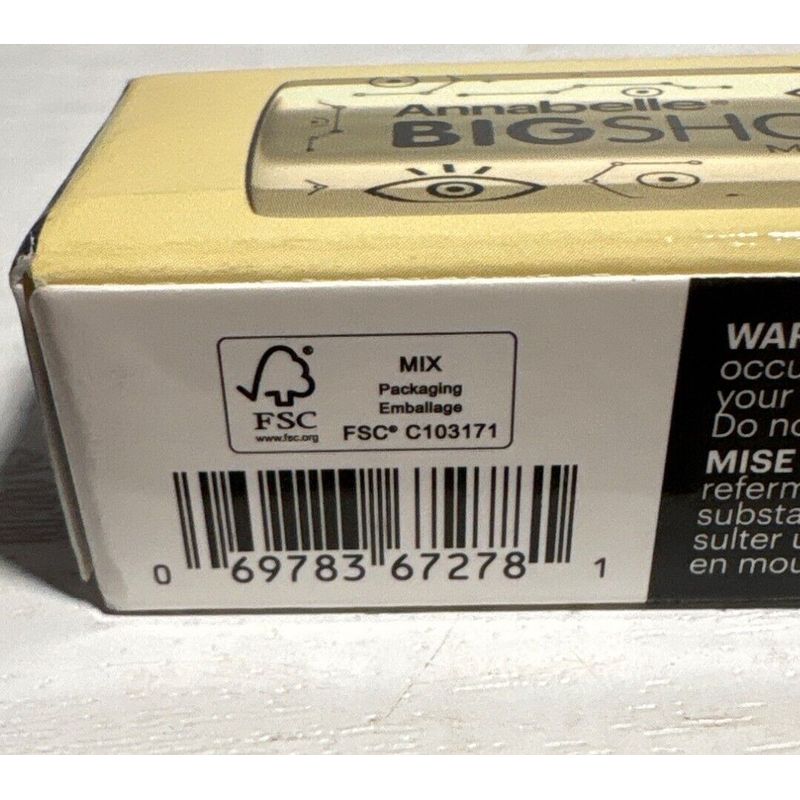 Annabelle®
BIGSHO
M
FSC®
www.fsc.org
MIX
Packaging
Emballage
FSC® C103171
0 69783 67278 1
WAR
occu
your
Do no
MISE
referm
substa
sulter u
en mou